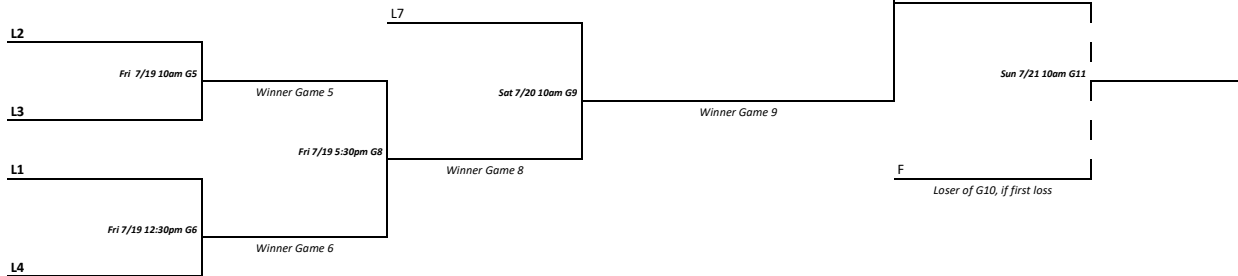 L7
L2
Fri 7/19 10am G5
Sun 7/21 10am G11
Winner Game 5
Sat 7/20 10am G9
L3
Winner Game 9
Fri 7/19 5:30pm G8
L1
Winner Game 8
F
Loser of G10, if first loss
Fri 7/19 12:30pm G6
Winner Game 6
L4